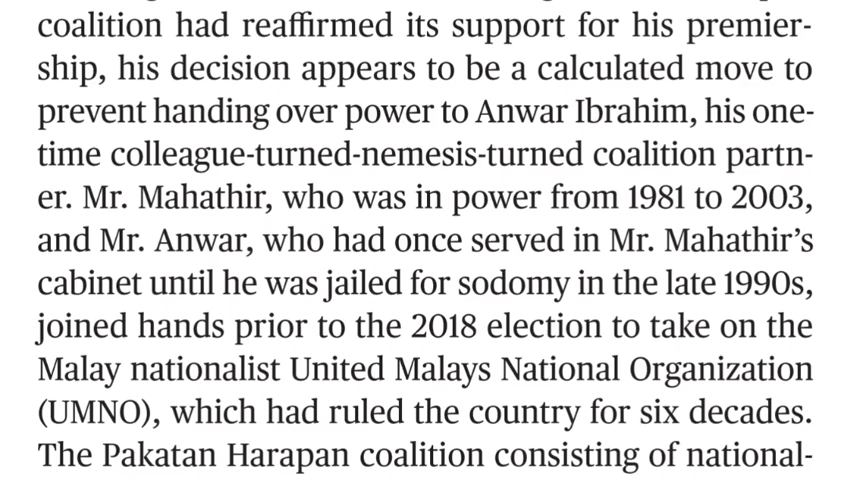 coalition had reaffirmed its support for his premier-
ship, his decision appears to be a calculated move to
prevent handing over power to Anwar Ibrahim, his one-
time colleague-turned-nemesis-turned coalition partn-
er. Mr. Mahathir, who was in power from 1981 to 2003,
and Mr. Anwar, who had once served in Mr. Mahathir’s
cabinet until he was jailed for sodomy in the late 1990s,
joined hands prior to the 2018 election to take on the
Malay nationalist United Malays National Organization
(UMNO), which had ruled the country for six decades.
The Pakatan Harapan coalition consisting of national-